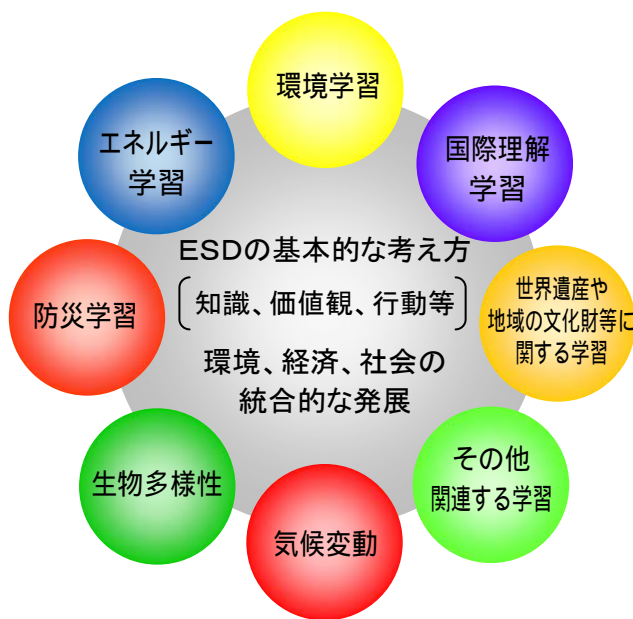 環境学習
国際理解
学習
世界遺産や
地域の文化財等に
関する学習
その他
関連する学習
気候変動
生物多様性
防災学習
エネルギー
学習
ESDの基本的な考え方
［知識、価値観、行動等］
環境、経済、社会の
統合的な発展